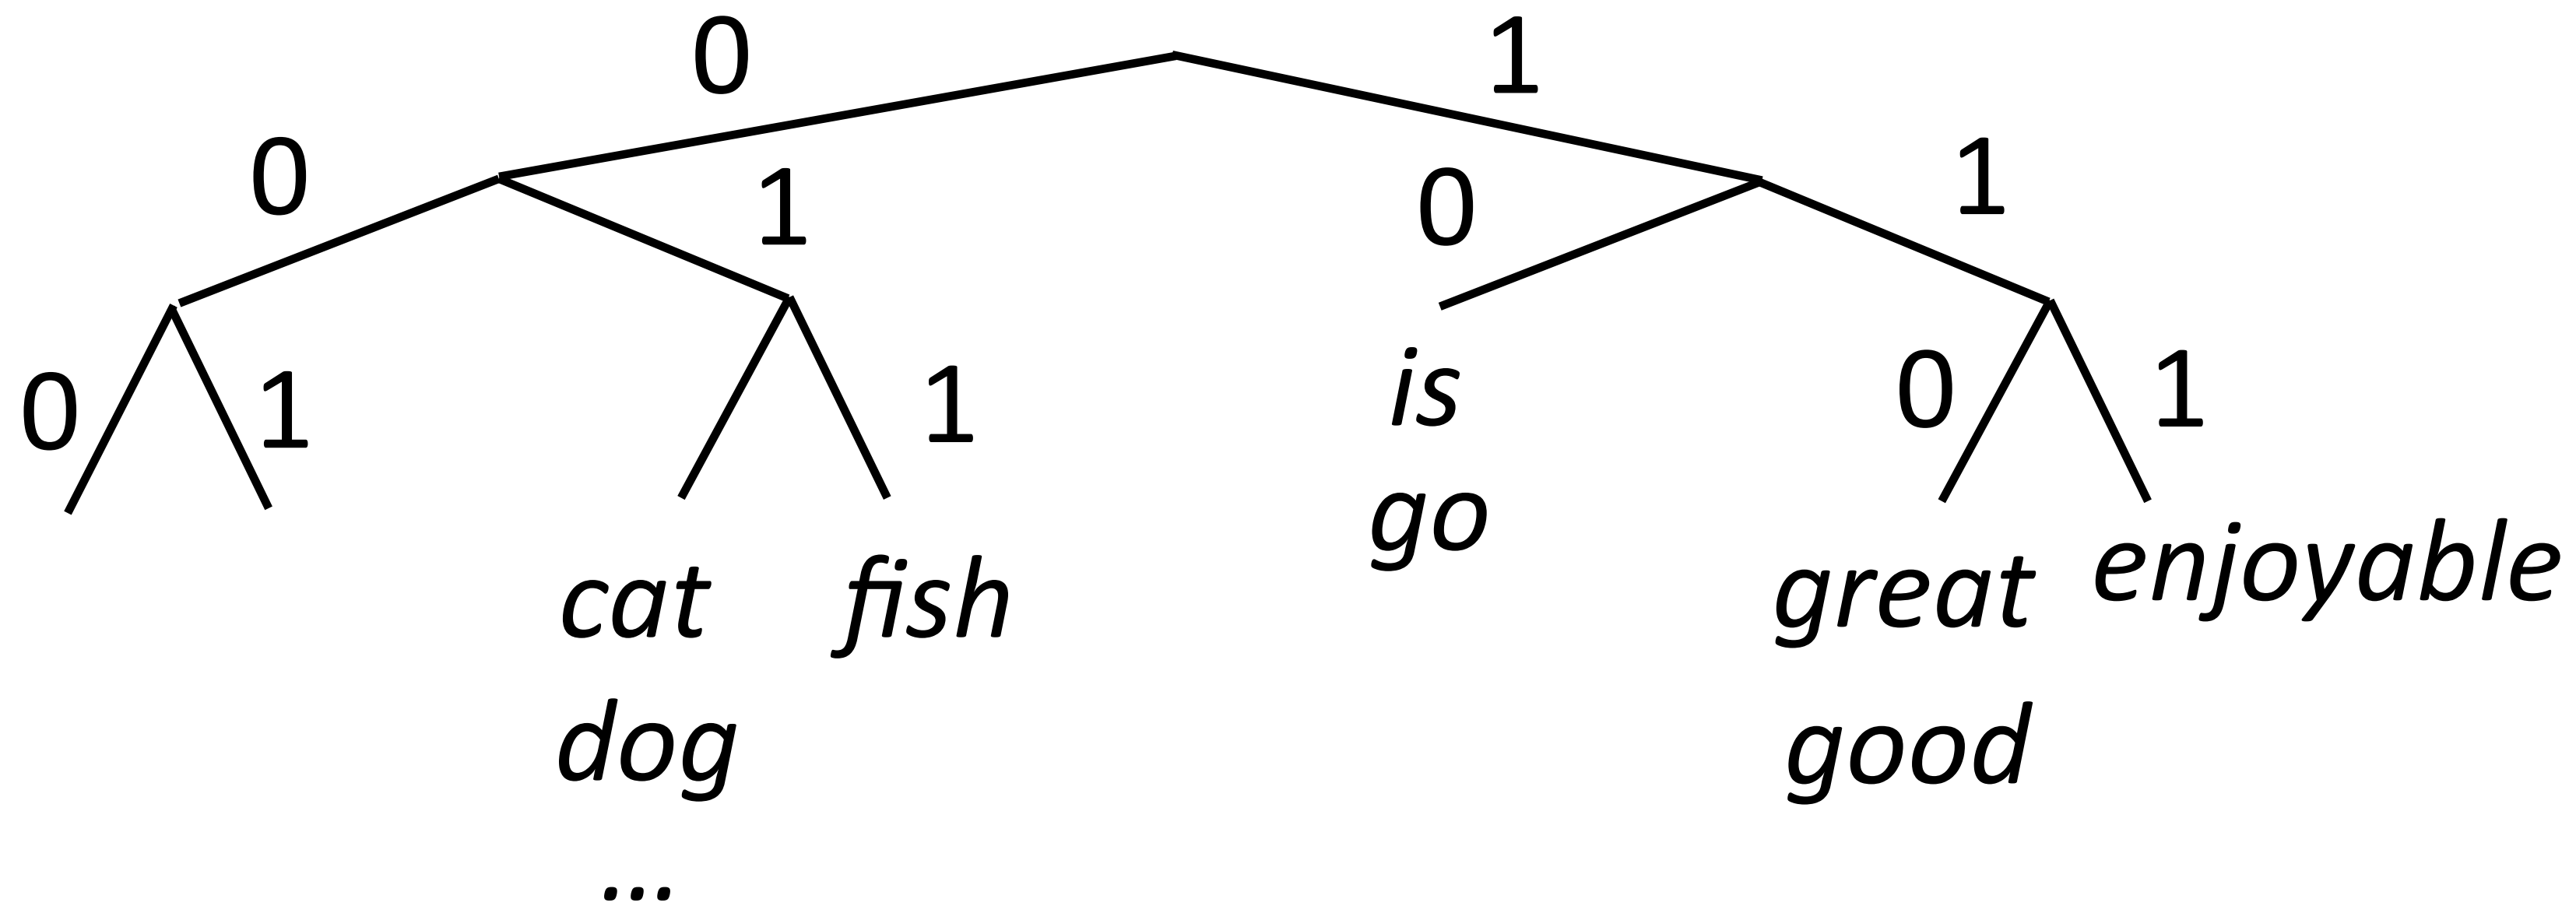 0 1
0 1 0 1
0 1 1 0 1
is
go
cat fish great enjoyable
dog good
...